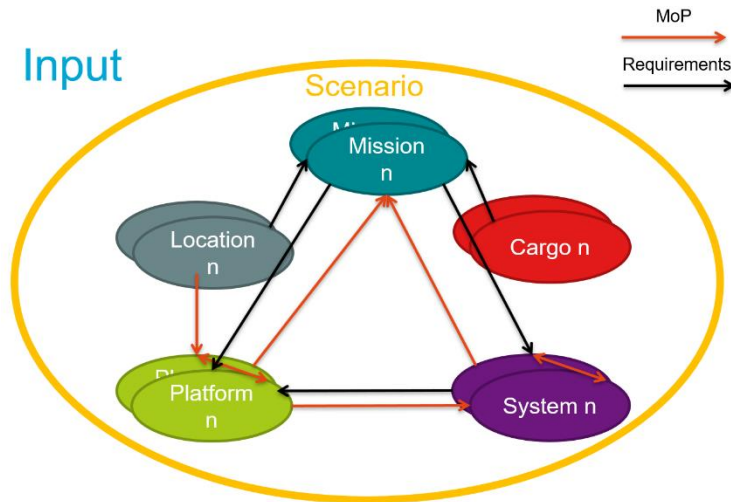 MoP
Input
Requirements
Scenario
Mission
n
Location
n
Cargo n
Platform
n
System n